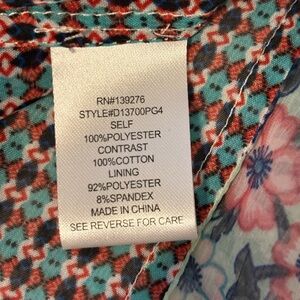 RN#139276
STYLE#D13700PG4
SELF
100%POLYESTER
CONTRAST
100%COTTON
LINING
92%POLYESTER
8%SPANDEX
MADE IN CHINA
SEE REVERSE FOR CARE